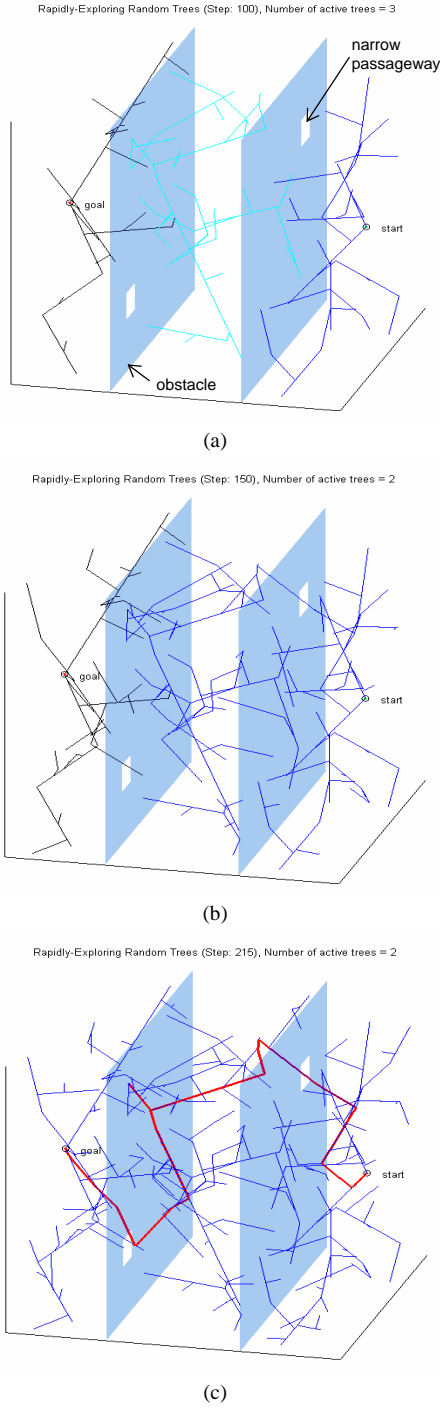 Rapidly-Exploring Random Trees (Step: 100), Number of active trees = 3
narrow
passageway
goal
start
obstacle
(a)
Rapidly-Exploring Random Trees (Step: 150), Number of active trees = 2
goal
start
(b)
Rapidly-Exploring Random Trees (Step: 215), Number of active trees = 2
goal
start
(c)